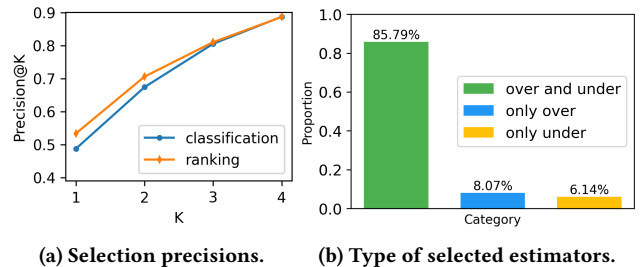 0.9
0.8
0.7
0.6
0.5
0.4
Precision@K
classification
ranking
1 2 3 4
K
(a) Selection precisions.
1.0
0.8
0.6
0.4
0.2
0.0
Proportion
85.79%
over and under
only over
only under
8.07%
6.14%
Category
(b) Type of selected estimators.